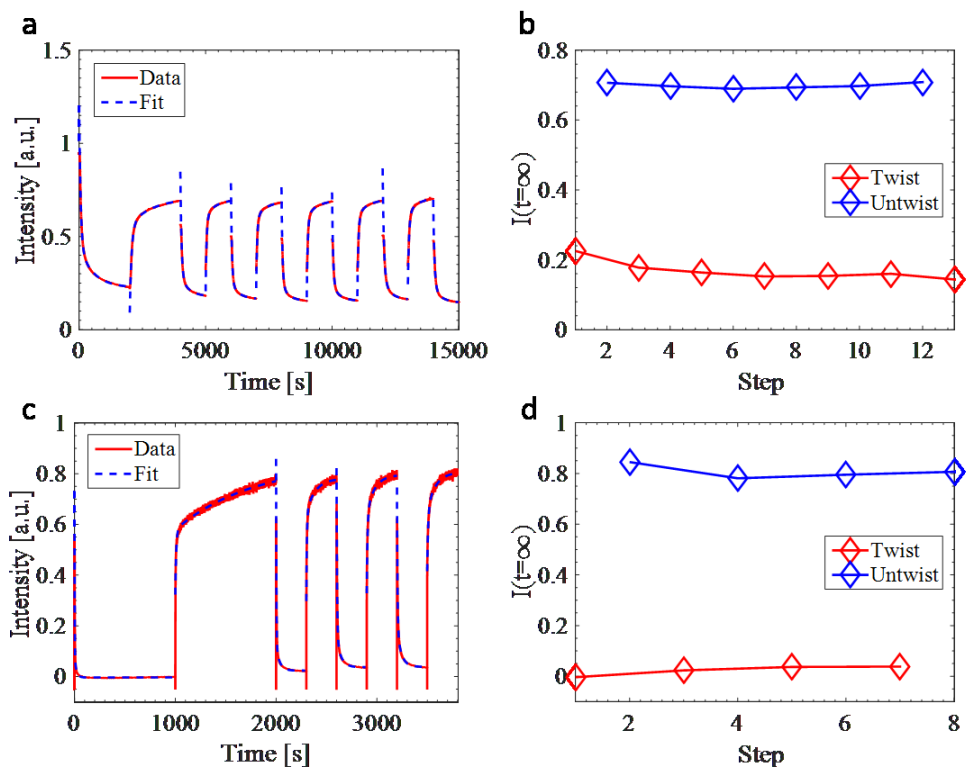 a
1.5
1
0.5
0
Intensity [a.u.]
Data
Fit
0 5000 10000 15000
Time [s]
b
0.8
0.6
0.4
0.2
0
I(t=∞)
Twist
Untwist
2 4 6 8 10 12
Step
c
1
0.8
0.6
0.4
0.2
0
Intensity [a.u.]
Data
Fit
0 1000 2000 3000
Time [s]
d
1
0.8
0.6
0.4
0.2
0
I(t=∞)
Twist
Untwist
2 4 6 8
Step